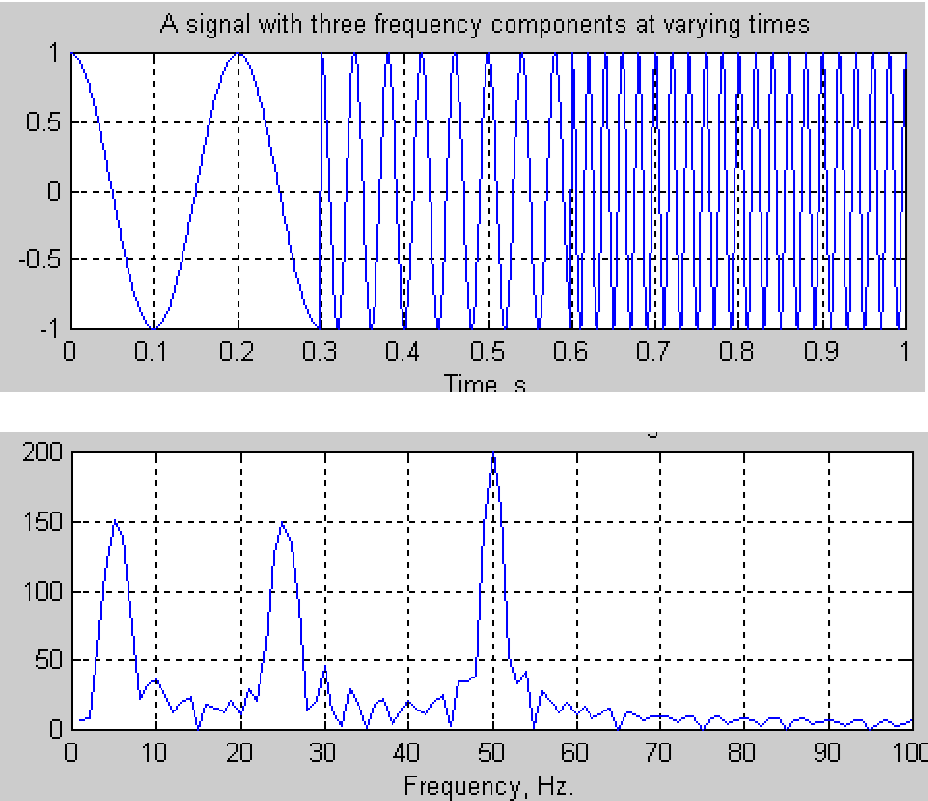 A signal with three frequency components at varying times
1
0.5
0
-0.5
-1
0 0.1 0.2 0.3 0.4 0.5 0.6 0.7 0.8 0.9 1
Time, s
200
150
100
50
0
0 10 20 30 40 50 60 70 80 90 100
Frequency, Hz.